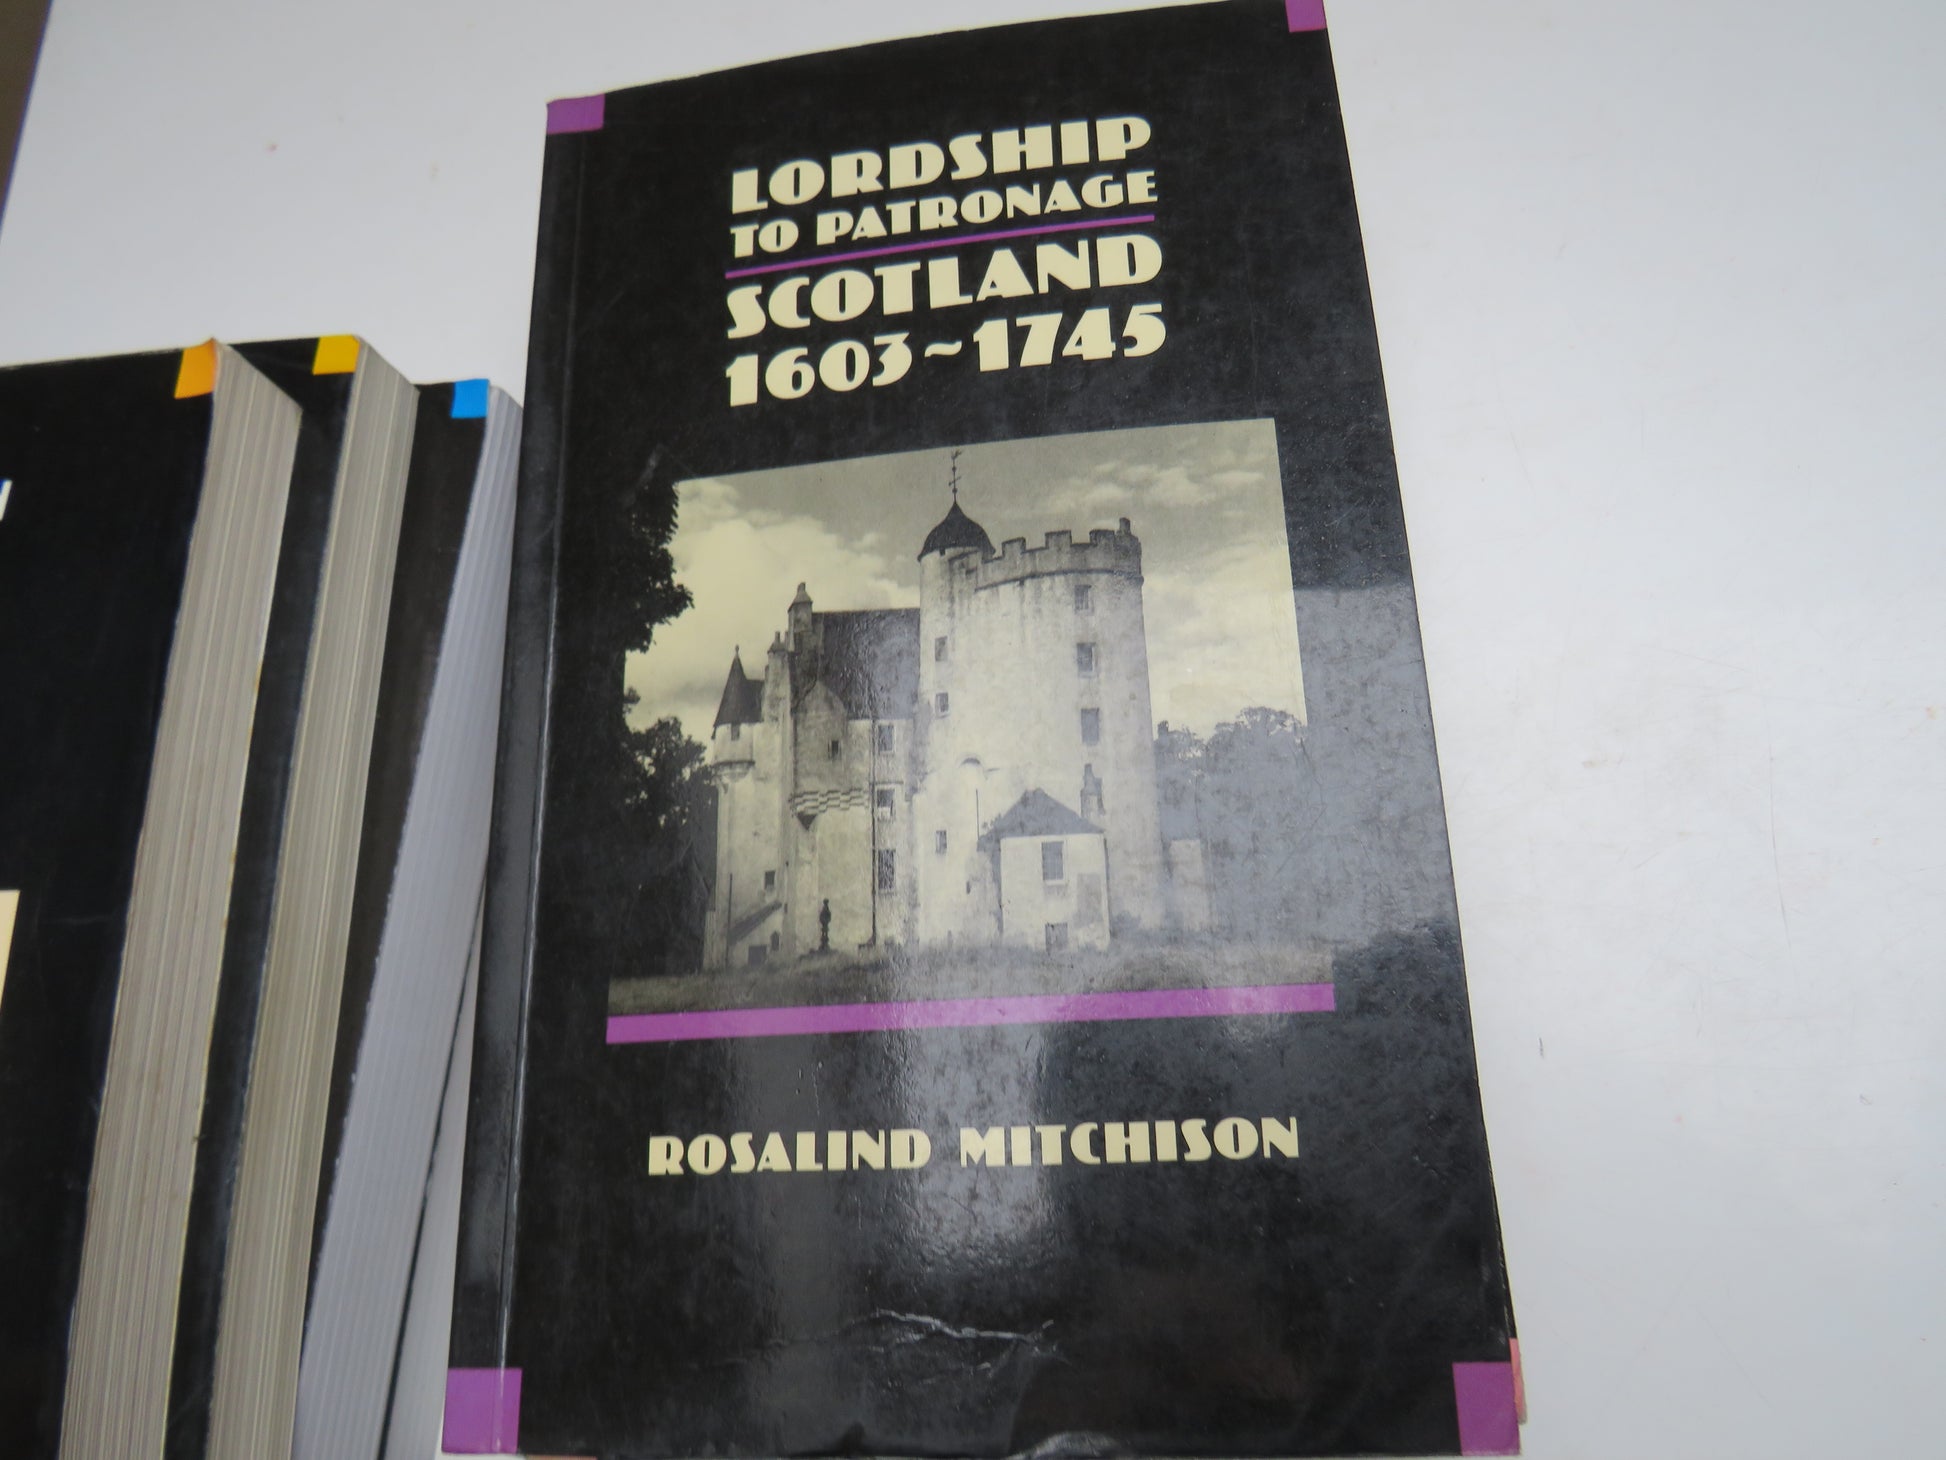 LORDSHIP
TO PATRONAGE
SCOTLAND
1603~1745
ROSALIND MITCHISON